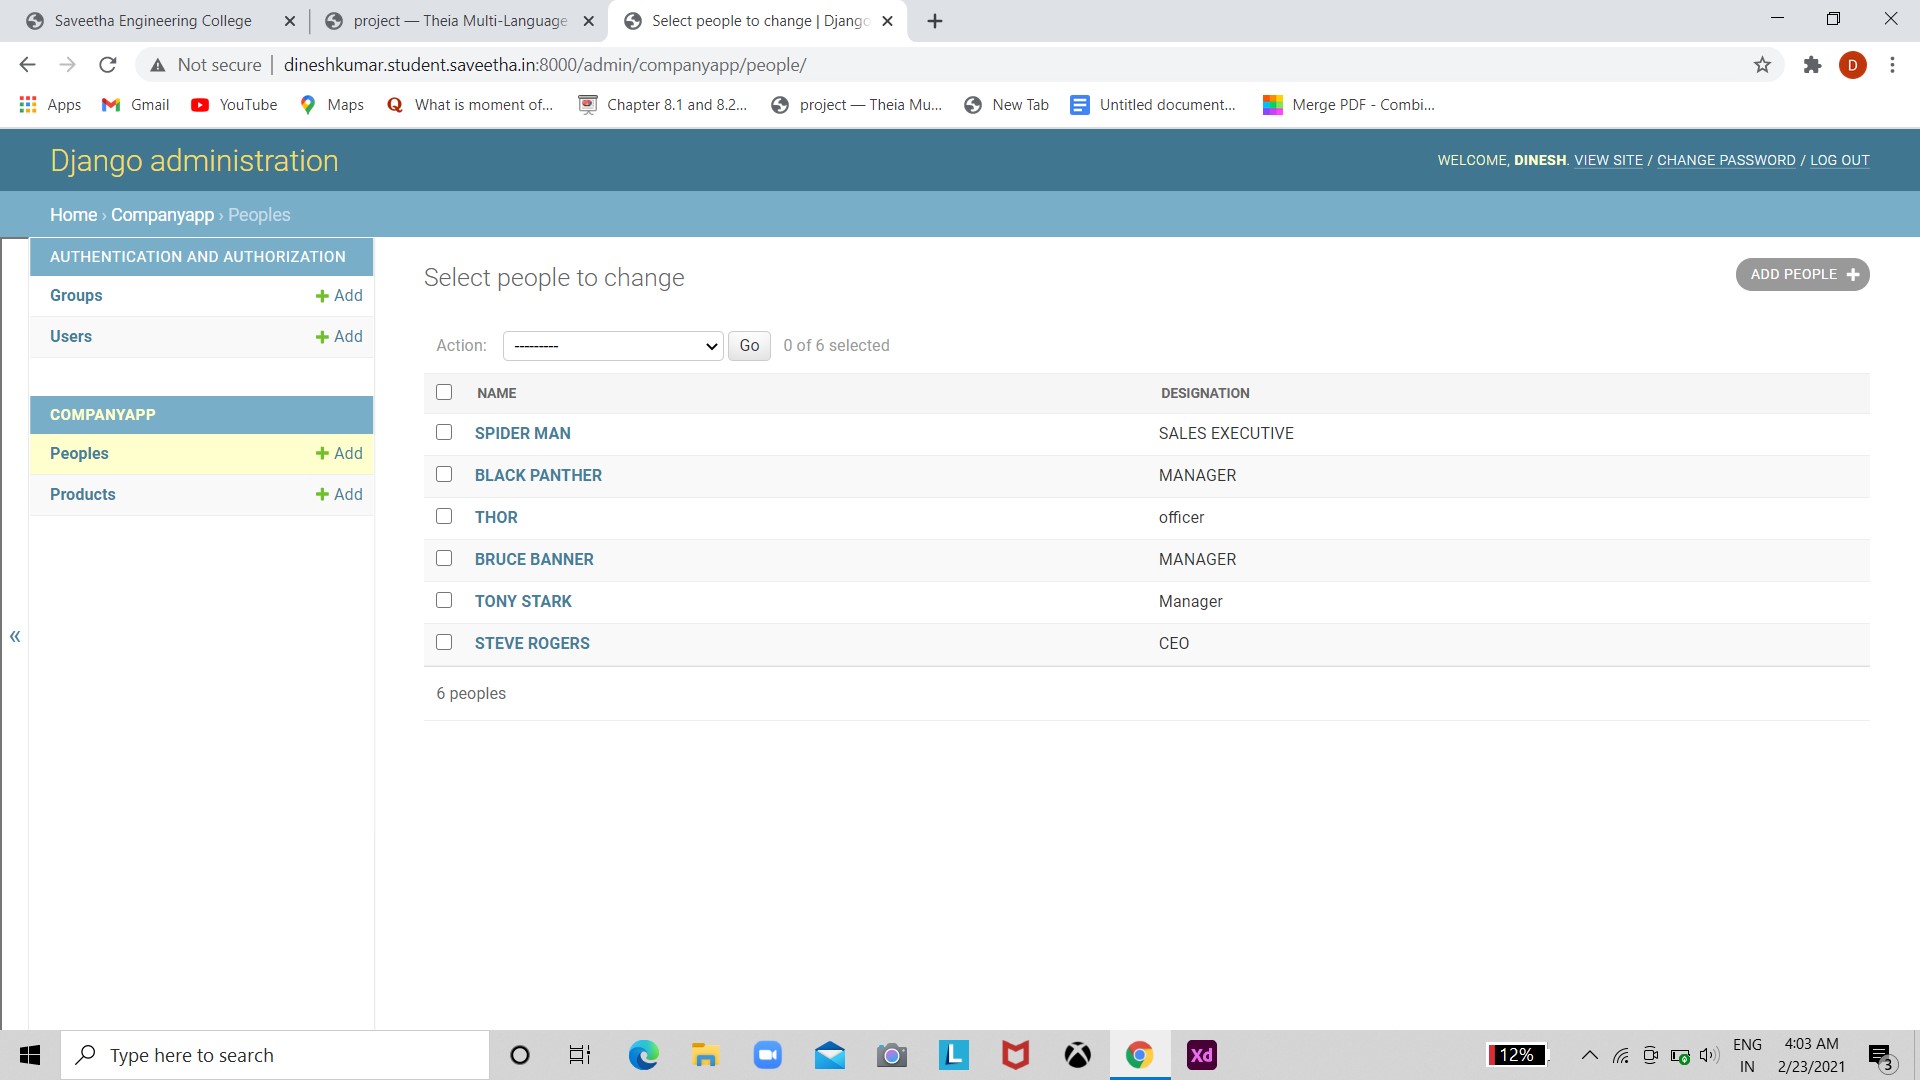 Saveetha Engineering College
project — Theia Multi-Language
Select people to change | Django
Not secure
dineshkumar.student.saveetha.in:8000/admin/companyapp/people/
D
Apps
Gmail
YouTube
Maps
What is moment of...
Chapter 8.1 and 8.2...
project — Theia Mu...
New Tab
Untitled document...
Merge PDF - Combi...
Django administration
WELCOME, DINESH. VIEW SITE / CHANGE PASSWORD / LOG OUT
Home › Companyapp › Peoples
AUTHENTICATION AND AUTHORIZATION
Groups + Add
Users + Add
COMPANYAPP
Peoples + Add
Products + Add
«
Select people to change
ADD PEOPLE +
Action: --------- Go 0 of 6 selected
NAME DESIGNATION
SPIDER MAN SALES EXECUTIVE
BLACK PANTHER MANAGER
THOR officer
BRUCE BANNER MANAGER
TONY STARK Manager
STEVE ROGERS CEO
6 peoples
Type here to search
L
Xd
12%
ENG
IN
4:03 AM
2/23/2021
3